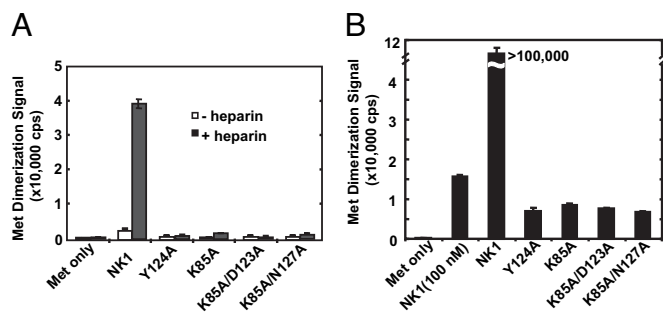 A
Met Dimerization Signal
(x10,000 cps)
5
4
3
2
1
0
- heparin
+ heparin
Met only
NK1
Y124A
K85A
K85A/D123A
K85A/N127A
B
Met Dimerization Signal
(x10,000 cps)
12
4
3
2
1
0
>100,000
Met only
NK1(100 nM)
NK1
Y124A
K85A
K85A/D123A
K85A/N127A